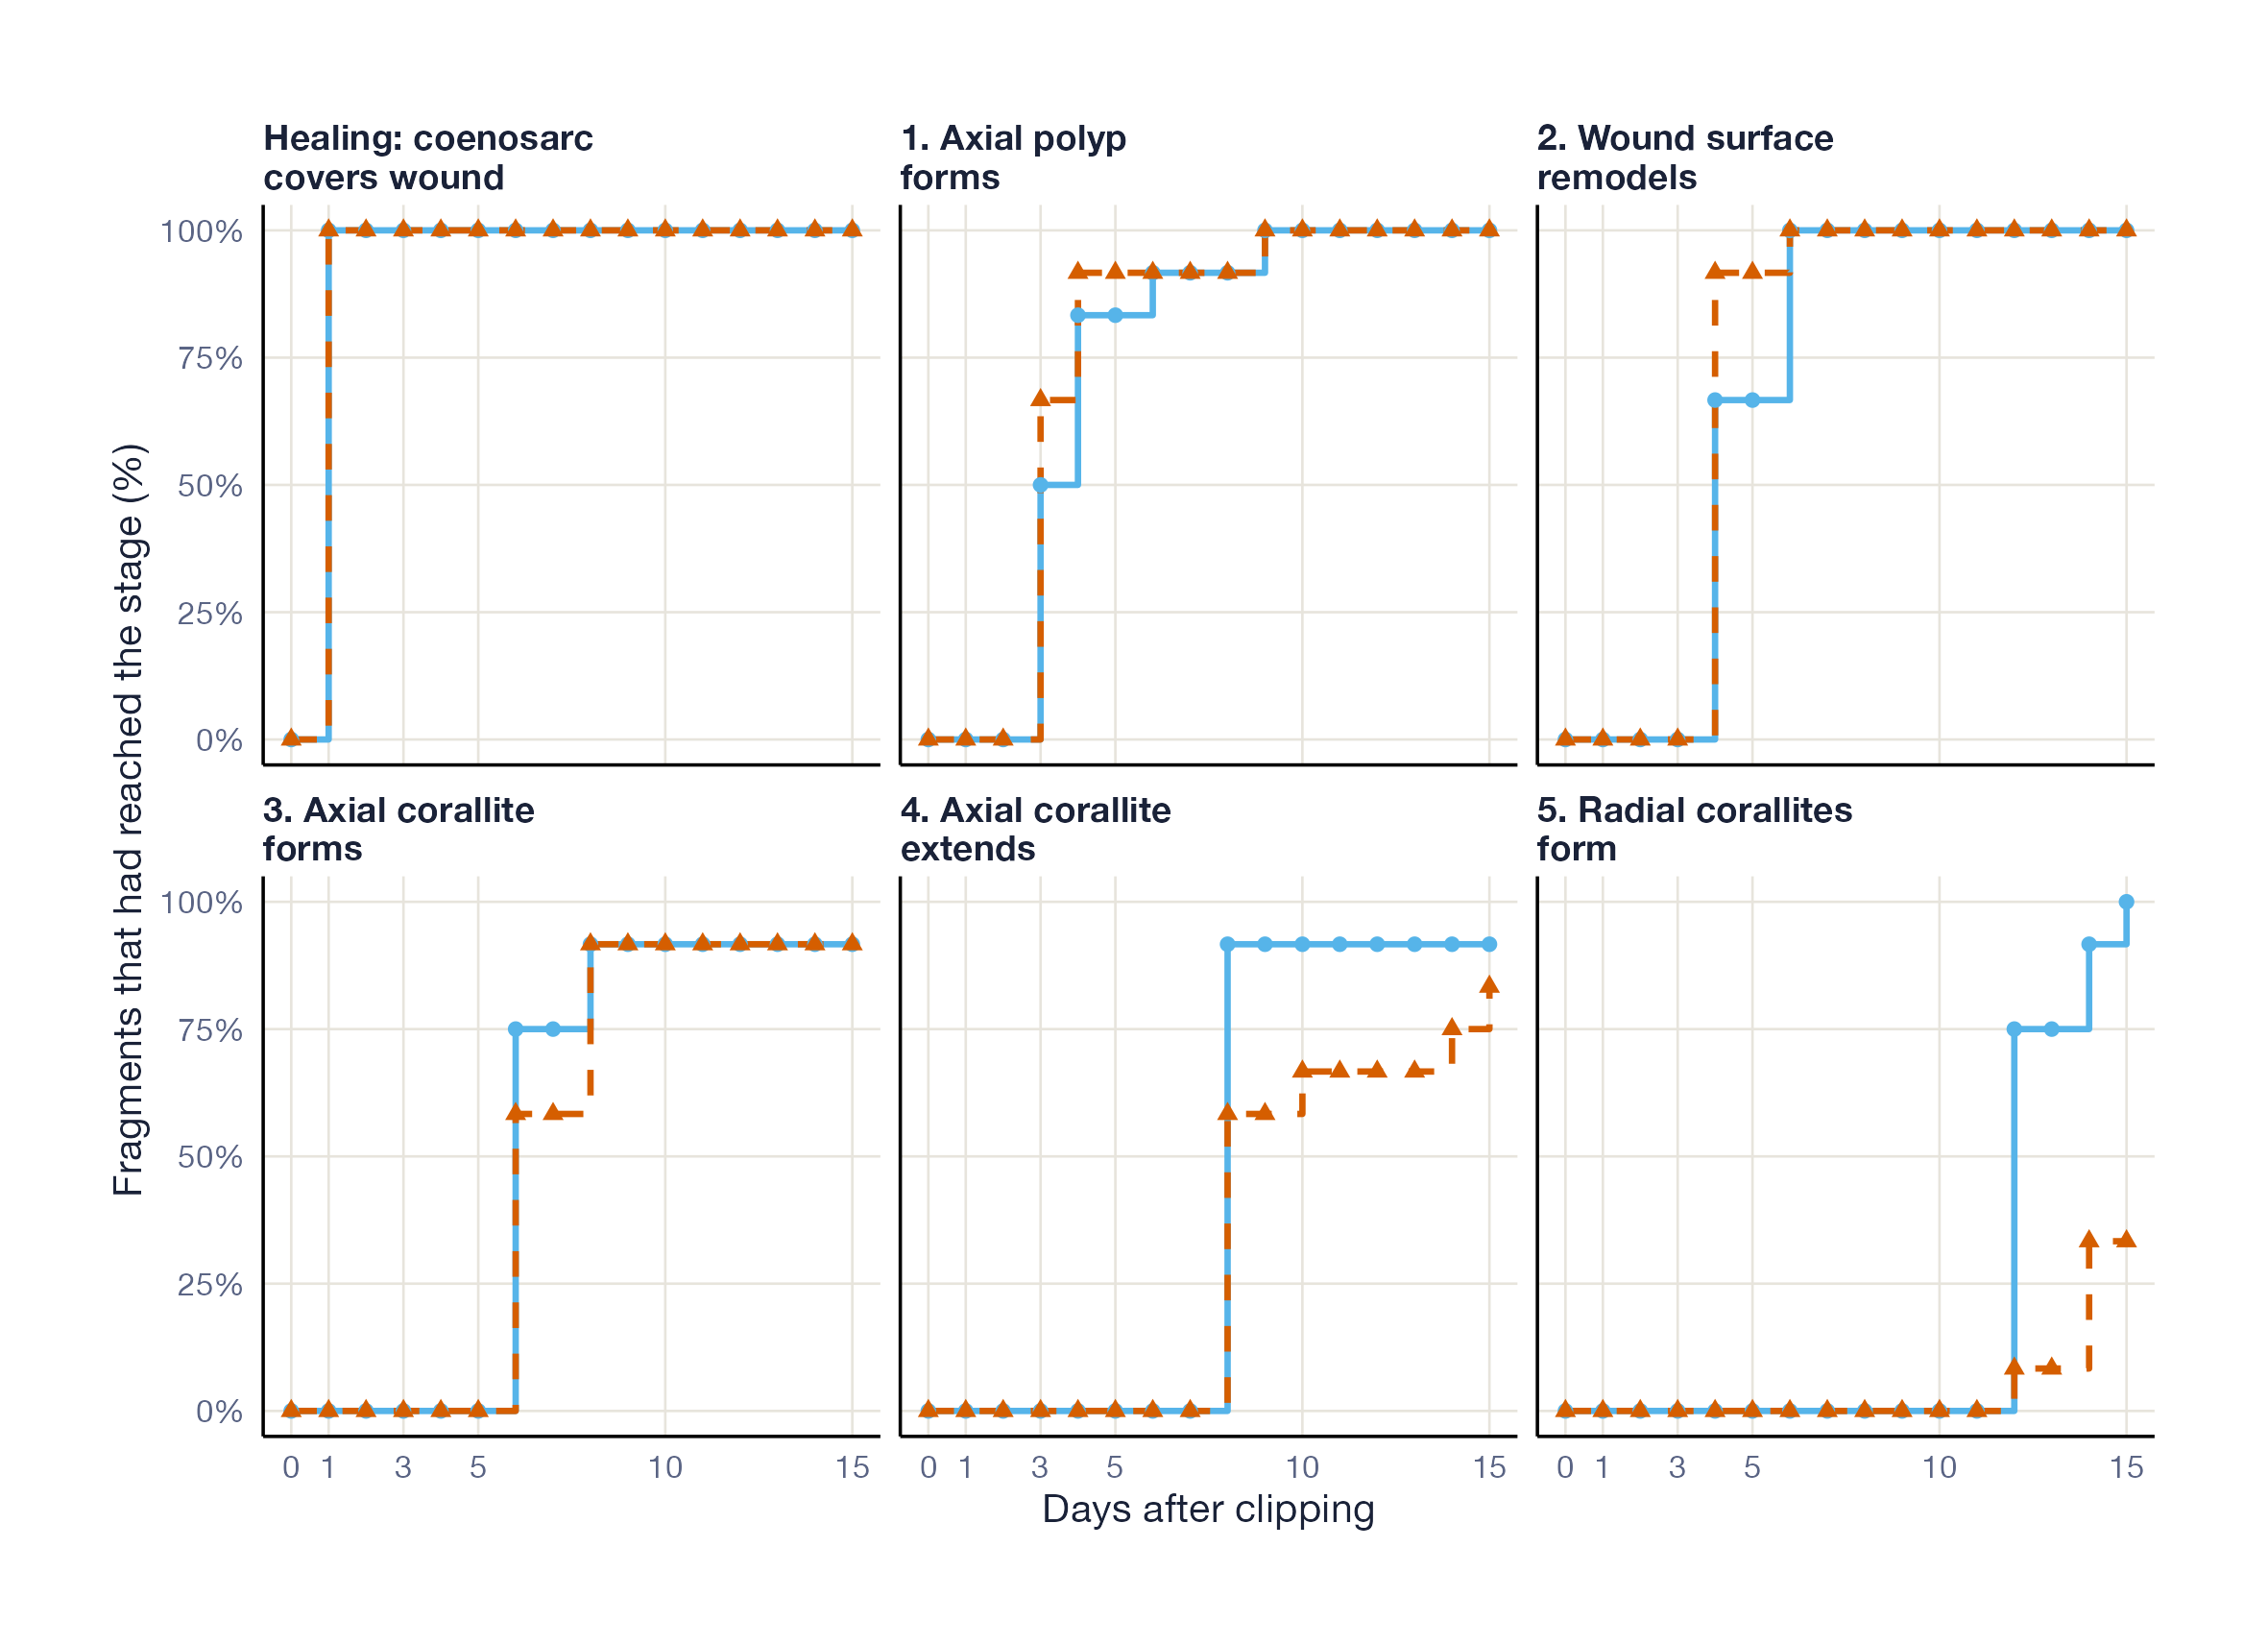 Healing: coenosarc
covers wound
1. Axial polyp
forms
2. Wound surface
remodels
100%
75%
50%
25%
0%
3. Axial corallite
forms
4. Axial corallite
extends
5. Radial corallites
form
100%
75%
50%
25%
0%
0 1 3 5 10 15
0 1 3 5 10 15
0 1 3 5 10 15
Days after clipping
Fragments that had reached the stage (%)